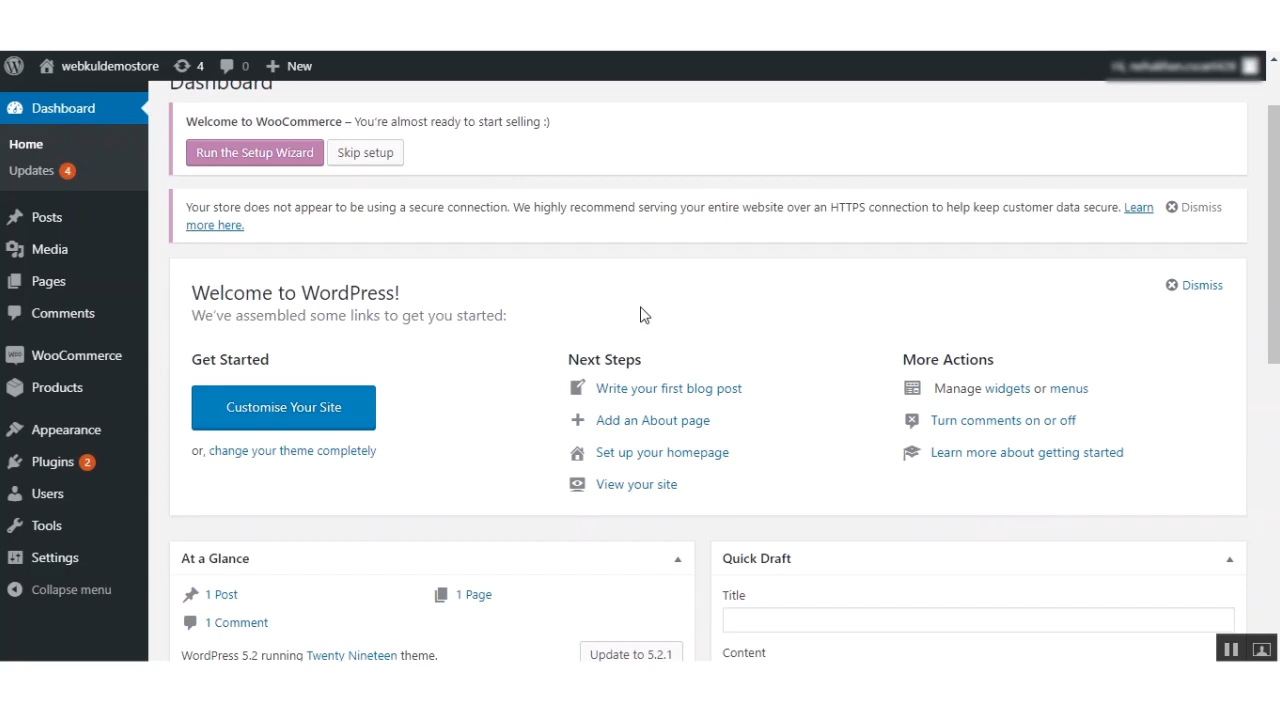 webkuldemostore 4 0 New
Dashboard
Dashboard
Home
Updates 4
Posts
Media
Pages
Comments
WooCommerce
Products
Appearance
Plugins 2
Users
Tools
Settings
Collapse menu
Welcome to WooCommerce – You're almost ready to start selling :)
Run the Setup Wizard Skip setup
Your store does not appear to be using a secure connection. We highly recommend serving your entire website over an HTTPS connection to help keep customer data secure. Learn
more here.
Dismiss
Welcome to WordPress!
Dismiss
We've assembled some links to get you started:
Get Started
Customise Your Site
or, change your theme completely
Next Steps
Write your first blog post
Add an About page
Set up your homepage
View your site
More Actions
Manage widgets or menus
Turn comments on or off
Learn more about getting started
At a Glance
1 Post 1 Page
1 Comment
WordPress 5.2 running Twenty Nineteen theme.
Update to 5.2.1
Quick Draft
Title
Content